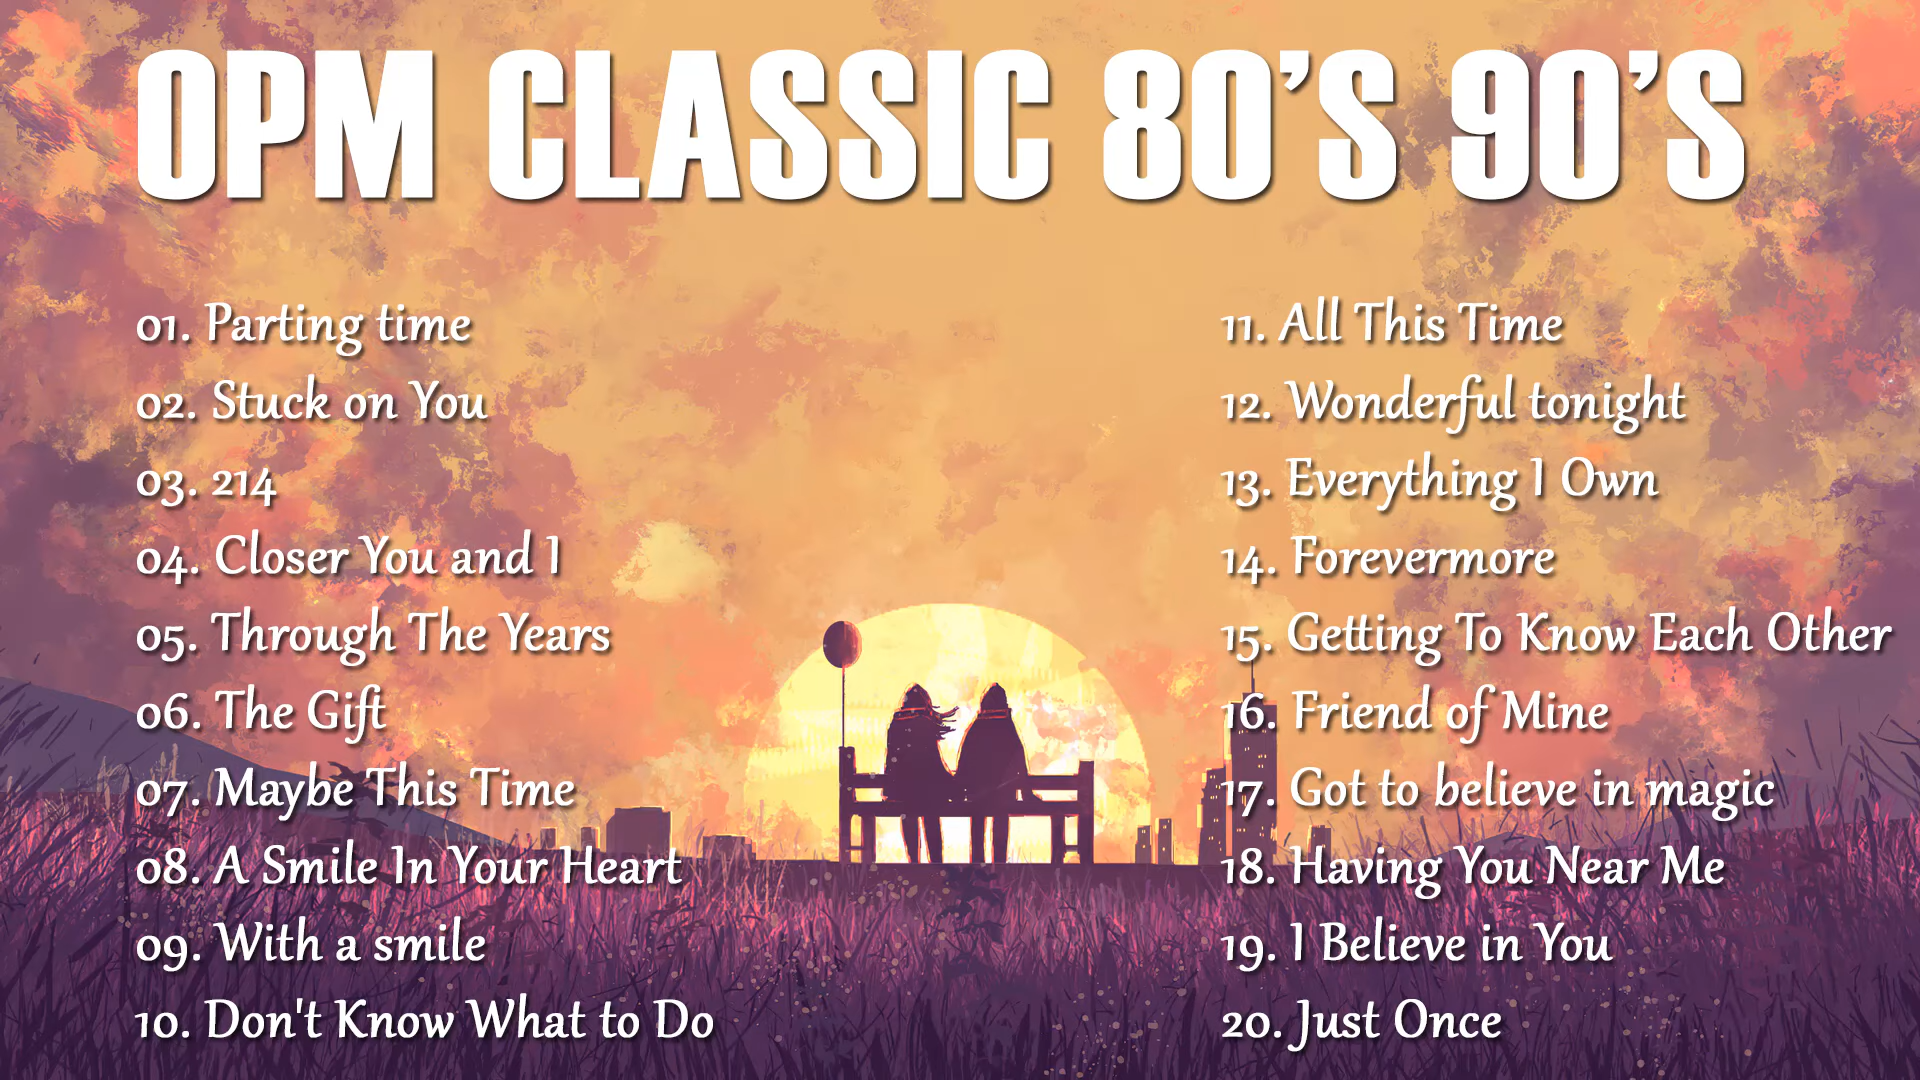 OPM CLASSIC 80'S 90'S
01. Parting time
02. Stuck on You
03. 214
04. Closer You and I
05. Through The Years
06. The Gift
07. Maybe This Time
08. A Smile In Your Heart
09. With a smile
10. Don't Know What to Do
11. All This Time
12. Wonderful tonight
13. Everything I Own
14. Forevermore
15. Getting To Know Each Other
16. Friend of Mine
17. Got to believe in magic
18. Having You Near Me
19. I Believe in You
20. Just Once